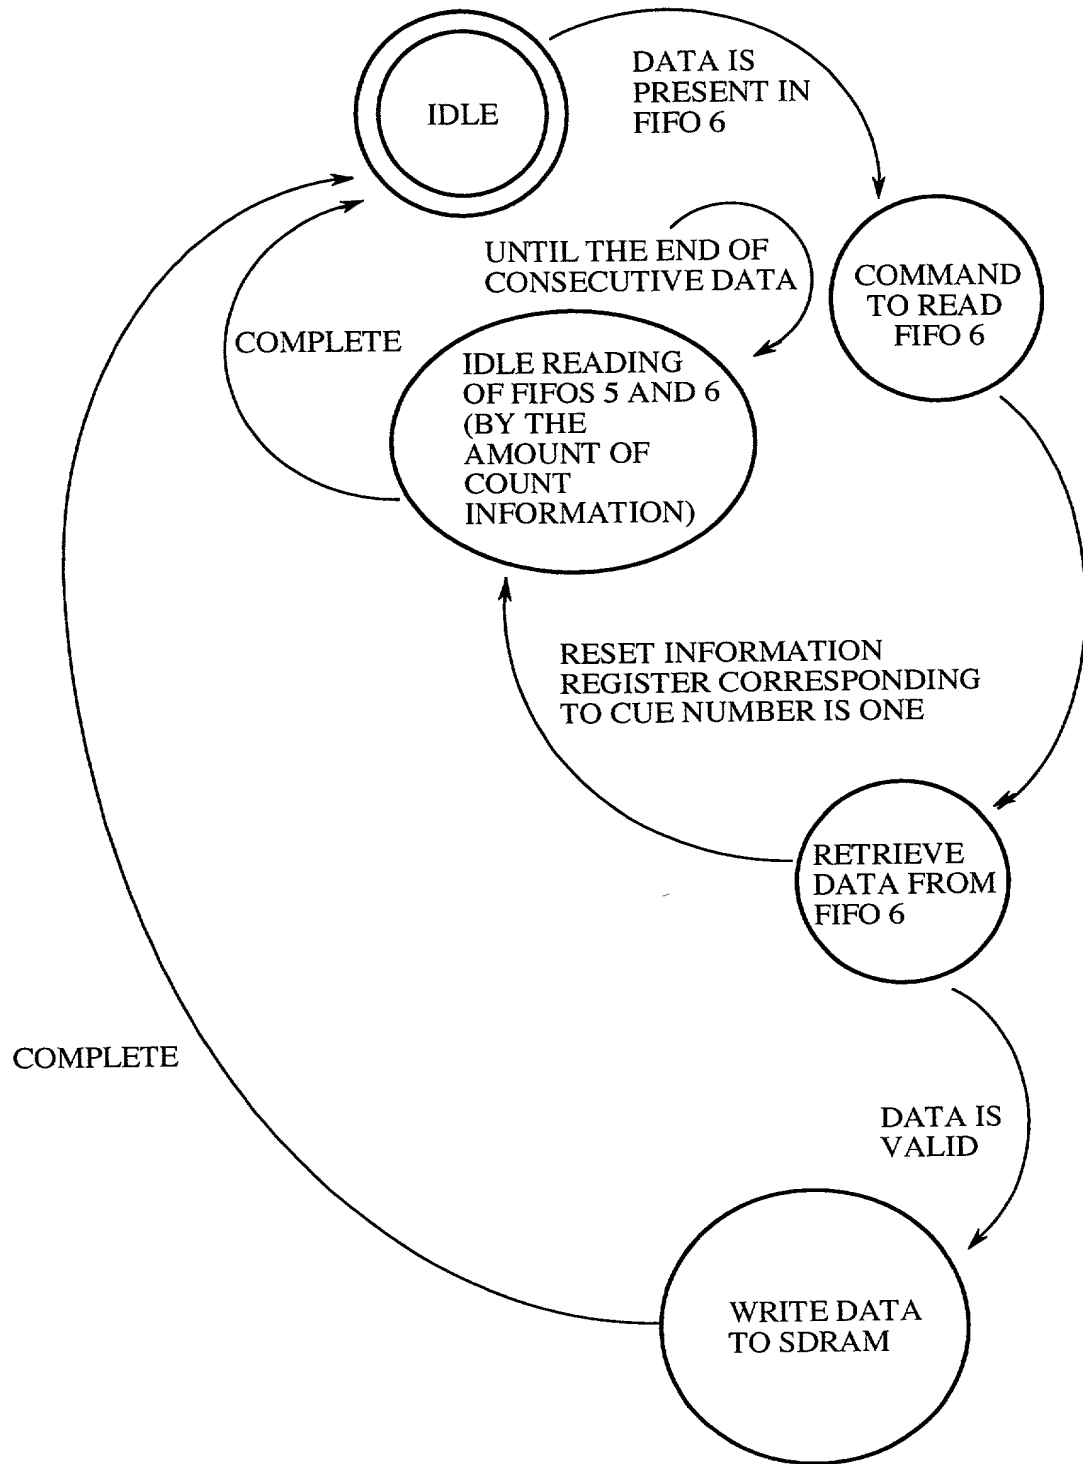 IDLE
DATA IS
PRESENT IN
FIFO 6
COMMAND
TO READ
FIFO 6
UNTIL THE END OF
CONSECUTIVE DATA
COMPLETE
IDLE READING
OF FIFOS 5 AND 6
(BY THE
AMOUNT OF
COUNT
INFORMATION)
RESET INFORMATION
REGISTER CORRESPONDING
TO CUE NUMBER IS ONE
RETRIEVE
DATA FROM
FIFO 6
COMPLETE
DATA IS
VALID
WRITE DATA
TO SDRAM